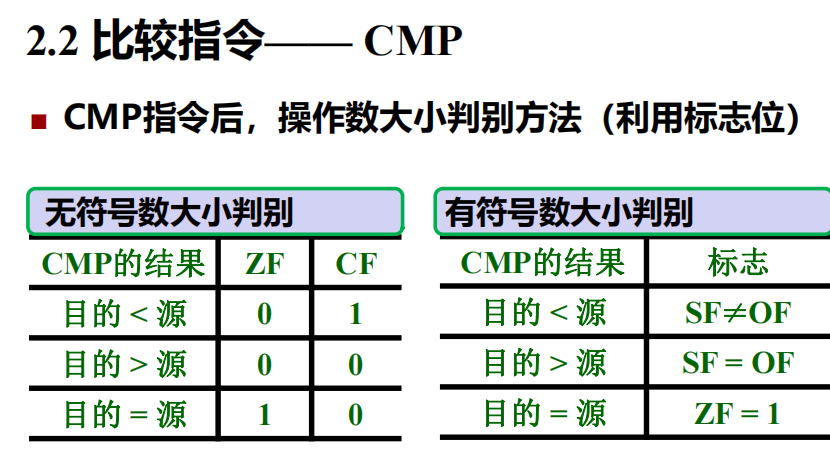 2.2 比较指令—— CMP
■ CMP指令后，操作数大小判别方法（利用标志位）
无符号数大小判别
CMP的结果 ZF CF
目的 < 源 0 1
目的 > 源 0 0
目的 = 源 1 0
有符号数大小判别
CMP的结果 标志
目的 < 源 SF≠OF
目的 > 源 SF = OF
目的 = 源 ZF = 1